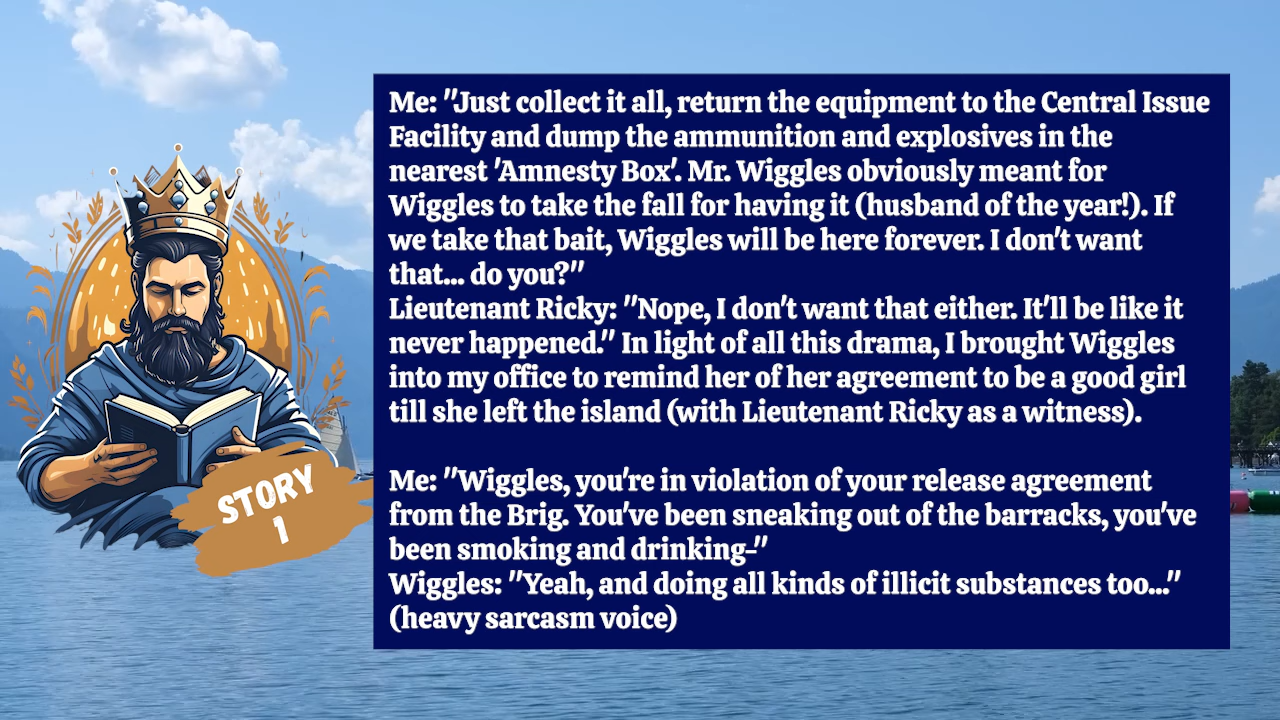 Me: "Just collect it all, return the equipment to the Central Issue
Facility and dump the ammunition and explosives in the
nearest 'Amnesty Box'. Mr. Wiggles obviously meant for
Wiggles to take the fall for having it (husband of the year!). If
we take that bait, Wiggles will be here forever. I don't want
that... do you?"
Lieutenant Ricky: "Nope, I don't want that either. It'll be like it
never happened." In light of all this drama, I brought Wiggles
into my office to remind her of her agreement to be a good girl
till she left the island (with Lieutenant Ricky as a witness).
Me: "Wiggles, you're in violation of your release agreement
from the Brig. You've been sneaking out of the barracks, you've
been smoking and drinking-"
Wiggles: "Yeah, and doing all kinds of illicit substances too..."
(heavy sarcasm voice)
STORY
1